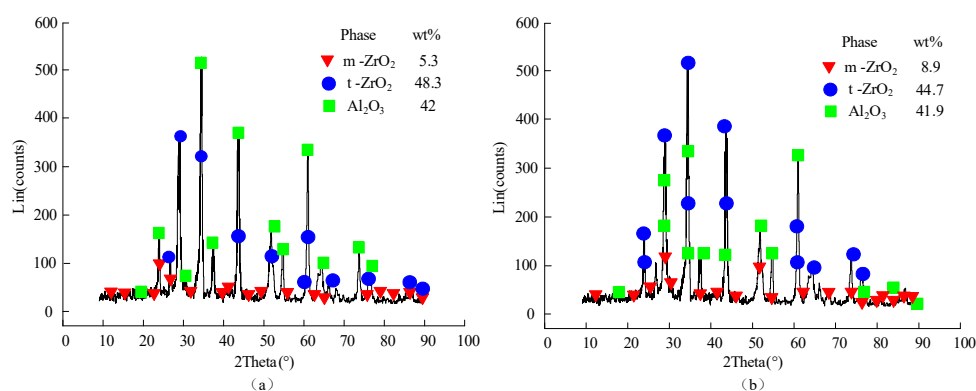 600
500
400
300
200
100
0
Lin(counts)
Phase wt%
m -ZrO₂ 5.3
t -ZrO₂ 48.3
Al₂O₃ 42
0 10 20 30 40 50 60 70 80 90 100
2Theta(°)
（a）
600
500
400
300
200
100
0
Lin(counts)
Phase wt%
m -ZrO₂ 8.9
t -ZrO₂ 44.7
Al₂O₃ 41.9
0 10 20 30 40 50 60 70 80 90 100
2Theta(°)
（b）